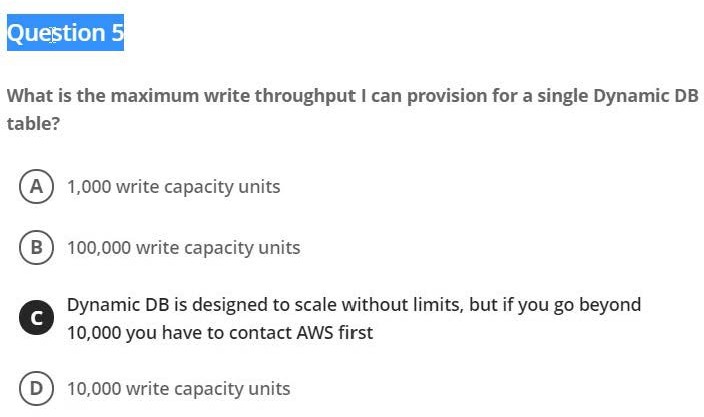 Question 5
What is the maximum write throughput I can provision for a single Dynamic DB
table?
A 1,000 write capacity units
B 100,000 write capacity units
C Dynamic DB is designed to scale without limits, but if you go beyond
10,000 you have to contact AWS first
D 10,000 write capacity units